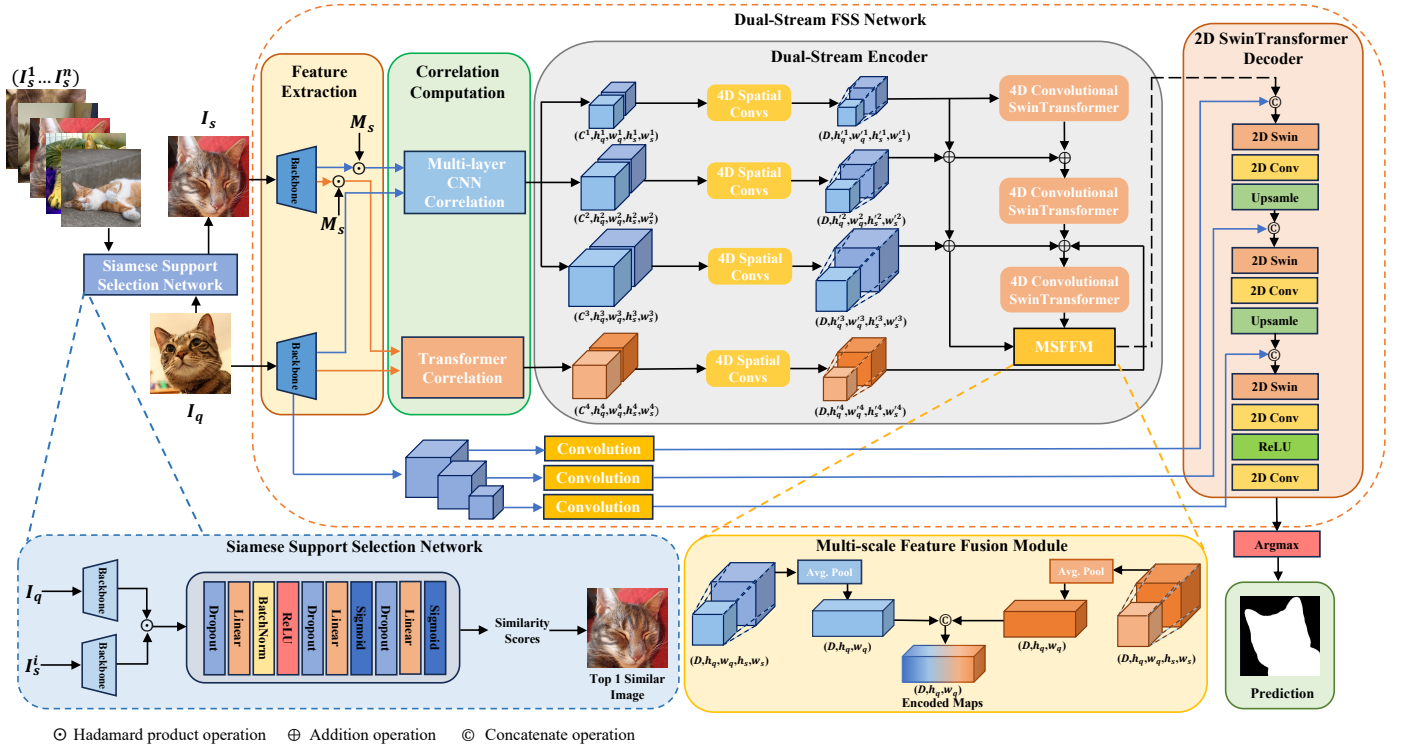 Dual-Stream FSS Network
(I_s^1 ... I_s^n)
I_s
Siamese Support
Selection Network
I_q
Feature
Extraction
M_s
Backbone
M_s
Backbone
Correlation
Computation
Multi-layer
CNN
Correlation
Transformer
Correlation
Dual-Stream Encoder
(C^1,h_q^1,w_q^1,h_s^1,w_s^1)
4D Spatial
Convs
(D,h_q'^1,w_q'^1,h_s'^1,w_s'^1)
4D Convolutional
SwinTransformer
(C^2,h_q^2,w_q^2,h_s^2,w_s^2)
4D Spatial
Convs
(D,h_q'^2,w_q'^2,h_s'^2,w_s'^2)
4D Convolutional
SwinTransformer
(C^3,h_q^3,w_q^3,h_s^3,w_s^3)
4D Spatial
Convs
(D,h_q'^3,w_q'^3,h_s'^3,w_s'^3)
4D Convolutional
SwinTransformer
MSFFM
(C^4,h_q^4,w_q^4,h_s^4,w_s^4)
4D Spatial
Convs
(D,h_q'^4,w_q'^4,h_s'^4,w_s'^4)
Convolution
Convolution
Convolution
2D SwinTransformer
Decoder
©
2D Swin
2D Conv
Upsamle
©
2D Swin
2D Conv
Upsamle
©
2D Swin
2D Conv
ReLU
2D Conv
Argmax
Prediction
Siamese Support Selection Network
I_q
Backbone
I_s^i
Backbone
Dropout
Linear
BatchNorm
ReLU
Dropout
Linear
Sigmoid
Dropout
Linear
Sigmoid
Similarity
Scores
Top 1 Similar
Image
Multi-scale Feature Fusion Module
Avg. Pool
Avg. Pool
(D,h_q,w_q,h_s,w_s)
(D,h_q,w_q)
©
(D,h_q,w_q)
(D,h_q,w_q,h_s,w_s)
(D,h_q,w_q)
Encoded Maps
⊙ Hadamard product operation ⊕ Addition operation © Concatenate operation